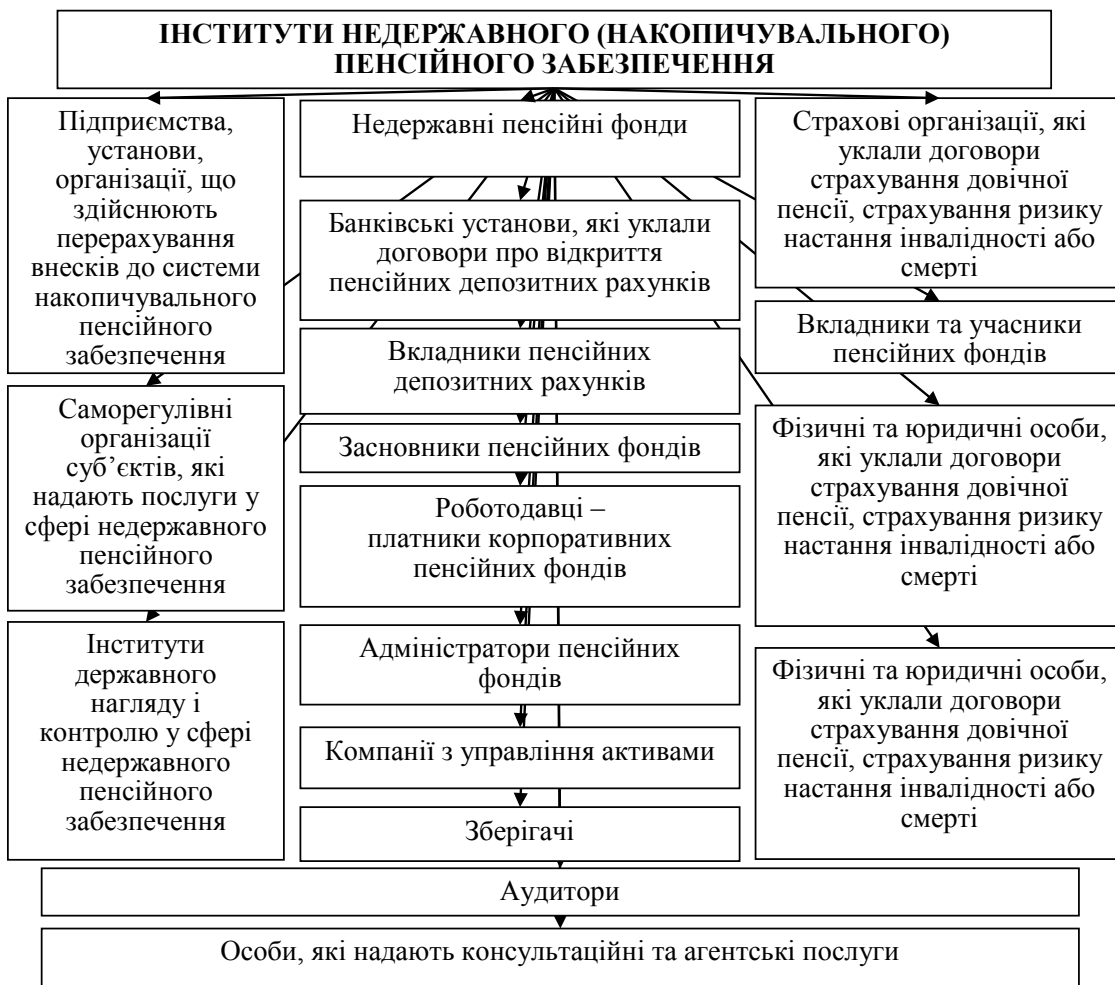 ІНСТИТУТИ НЕДЕРЖАВНОГО (НАКОПИЧУВАЛЬНОГО)
ПЕНСІЙНОГО ЗАБЕЗПЕЧЕННЯ
Підприємства,
установи,
організації, що
здійснюють
перерахування
внесків до системи
накопичувального
пенсійного
забезпечення
Саморегулівні
організації
суб’єктів, які
надають послуги у
сфері недержавного
пенсійного
забезпечення
Інститути
державного
нагляду і
контролю у сфері
недержавного
пенсійного
забезпечення
Недержавні пенсійні фонди
Банківські установи, які уклали
договори про відкриття
пенсійних депозитних рахунків
Вкладники пенсійних
депозитних рахунків
Засновники пенсійних фондів
Роботодавці –
платники корпоративних
пенсійних фондів
Адміністратори пенсійних
фондів
Компанії з управління активами
Зберігачі
Страхові організації, які
уклали договори
страхування довічної
пенсії, страхування ризику
настання інвалідності або
смерті
Вкладники та учасники
пенсійних фондів
Фізичні та юридичні особи,
які уклали договори
страхування довічної
пенсії, страхування ризику
настання інвалідності або
смерті
Фізичні та юридичні особи,
які уклали договори
страхування довічної
пенсії, страхування ризику
настання інвалідності або
смерті
Аудитори
Особи, які надають консультаційні та агентські послуги